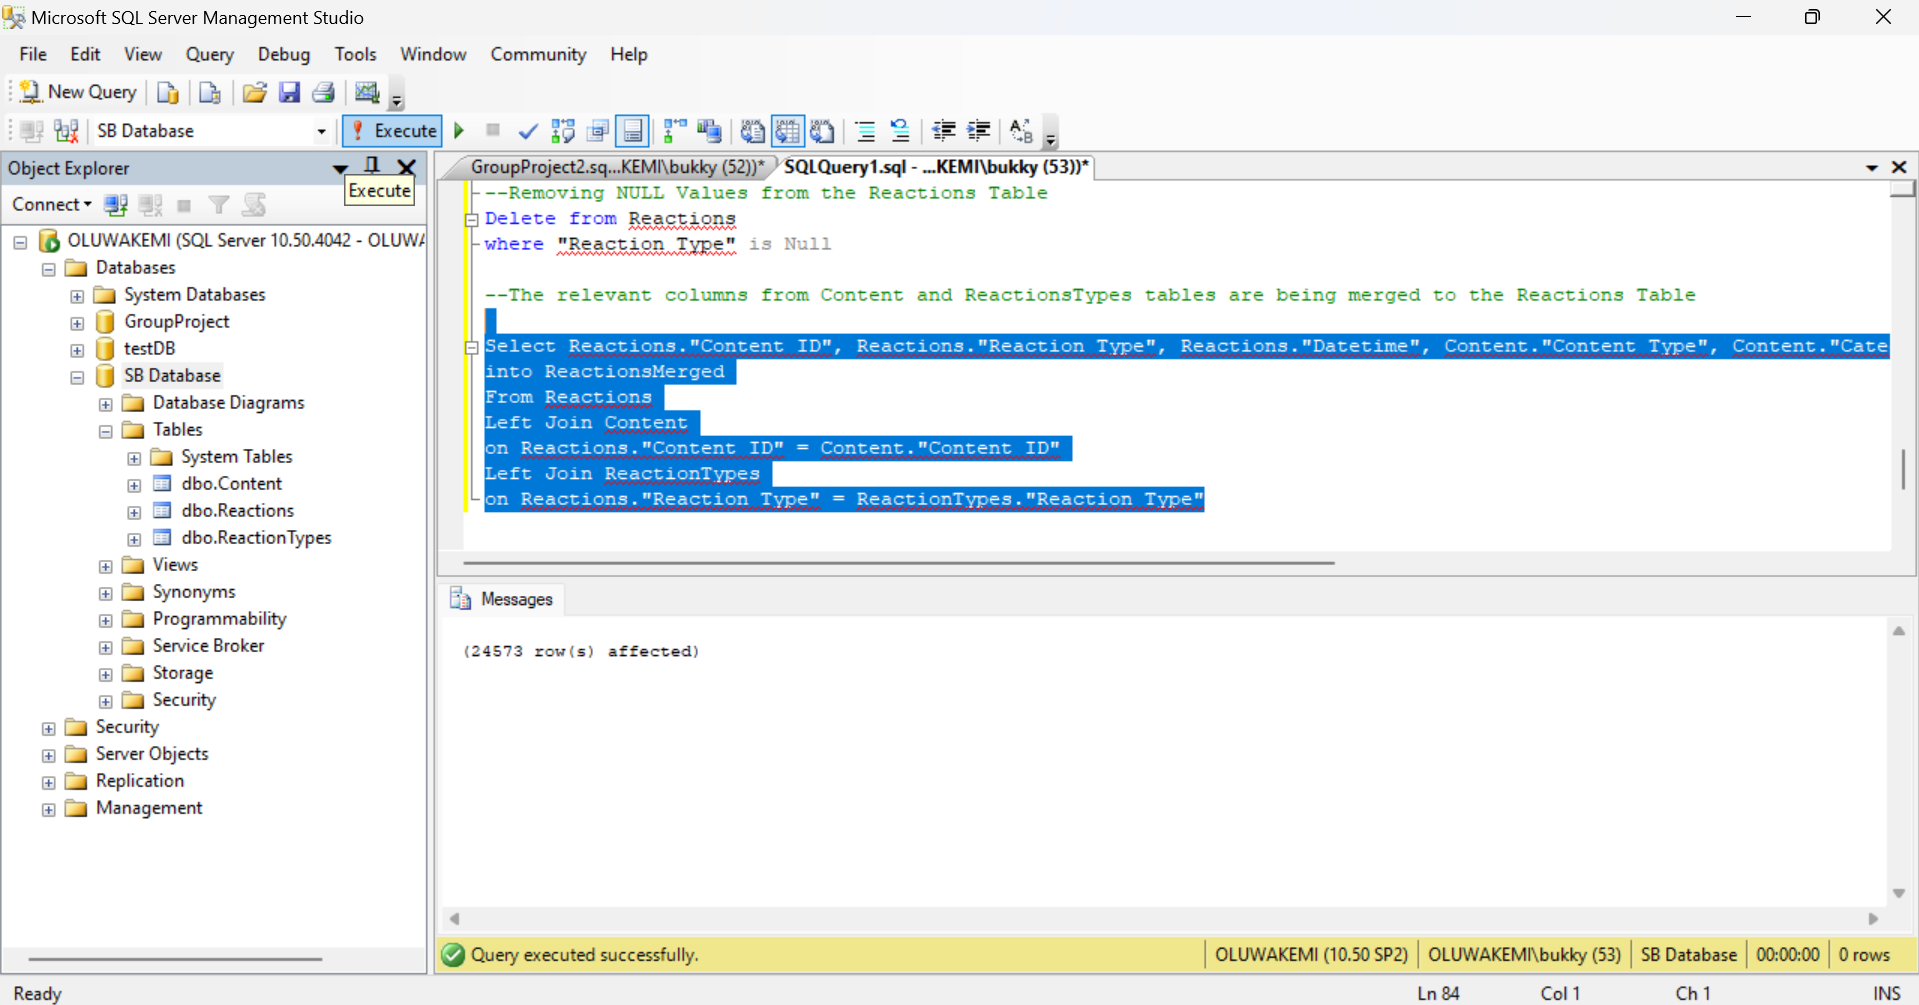 Microsoft SQL Server Management Studio
File Edit View Query Debug Tools Window Community Help
New Query
SB Database Execute
Object Explorer
Execute
Connect
OLUWAKEMI (SQL Server 10.50.4042 - OLUWA
Databases
System Databases
GroupProject
testDB
SB Database
Database Diagrams
Tables
System Tables
dbo.Content
dbo.Reactions
dbo.ReactionTypes
Views
Synonyms
Programmability
Service Broker
Storage
Security
Security
Server Objects
Replication
Management
GroupProject2.sq...KEMI\bukky (52))* SQLQuery1.sql - ...KEMI\bukky (53))*
--Removing NULL Values from the Reactions Table
Delete from Reactions
where "Reaction Type" is Null
--The relevant columns from Content and ReactionsTypes tables are being merged to the Reactions Table
Select Reactions."Content ID", Reactions."Reaction Type", Reactions."Datetime", Content."Content Type", Content."Cate
into ReactionsMerged
From Reactions
Left Join Content
on Reactions."Content ID" = Content."Content ID"
Left Join ReactionTypes
on Reactions."Reaction Type" = ReactionTypes."Reaction Type"
Messages
(24573 row(s) affected)
Query executed successfully. OLUWAKEMI (10.50 SP2) OLUWAKEMI\bukky (53) SB Database 00:00:00 0 rows
Ready Ln 84 Col 1 Ch 1 INS